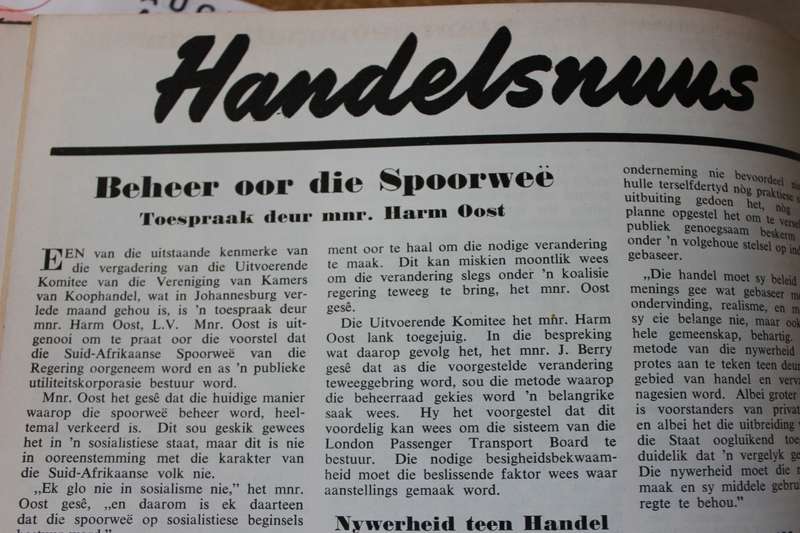 Handelsnuus
Beheer oor die Spoorweë
Toespraak deur mnr. Harm Oost
EEN van die uitstaande kenmerke van
die vergadering van die Uitvoerende
Komitee van die Vereniging van Kamers
van Koophandel, wat in Johannesburg ver-
lede maand gehou is, is 'n toespraak deur
mnr. Harm Oost, L.V. Mnr. Oost is uit-
genooi om te praat oor die voorstel dat
die Suid-Afrikaanse Spoorweë van die
Regering oorgeneem word en as 'n publieke
utiliteitskorporasie bestuur word.
Mnr. Oost het gesê dat die huidige manier
waarop die spoorweë beheer word, heel-
temal verkeerd is. Dit sou geskik gewees
het in 'n sosialistiese staat, maar dit is nie
in ooreenstemming met die karakter van
die Suid-Afrikaanse volk nie.
„Ek glo nie in sosialisme nie,” het mnr.
Oost gesê, „en daarom is ek daarteen
dat die spoorweë op sosialistiese beginsels
ment oor te haal om die nodige verandering
te maak. Dit kan miskien moontlik wees
om die verandering slegs onder 'n koalisie
regering teweeg te bring, het mnr. Oost
gesê.
Die Uitvoerende Komitee het mnr. Harm
Oost lank toegejuig. In die bespreking
wat daarop gevolg het, het mnr. J. Berry
gesê dat as die voorgestelde verandering
teweeggebring word, sou die metode waarop
die beheerraad gekies word 'n belangrike
saak wees. Hy het voorgestel dat dit
voordelig kan wees om die sisteem van die
London Passenger Transport Board te
bestuur. Die nodige besigheidsbekwaam-
heid moet die beslissende faktor wees waar
aanstellings gemaak word.
Nywerheid teen Handel
onderneming nie bevoordeel
hulle terselfdertyd nòg praktiese
uitbuiting gedoen het, nòg
planne opgestel het om te
publiek genoegsaam beskerm
onder 'n volgehoue stelsel op
gebaseer.
„Die handel moet sy beleid
menings gee wat gebaseer
ondervinding, realisme, en
sy eie belange nie, maar ook
hele gemeenskap, behartig.
metode van die nywerheid
protes aan te teken teen
gebied van handel en
nagesien word. Albei groter
is voorstanders van
en albei het die uitbreiding
die Staat oogluikend
duidelik dat 'n vergelyk
Die nywerheid moet die
maak en sy middele
regte te behou.”